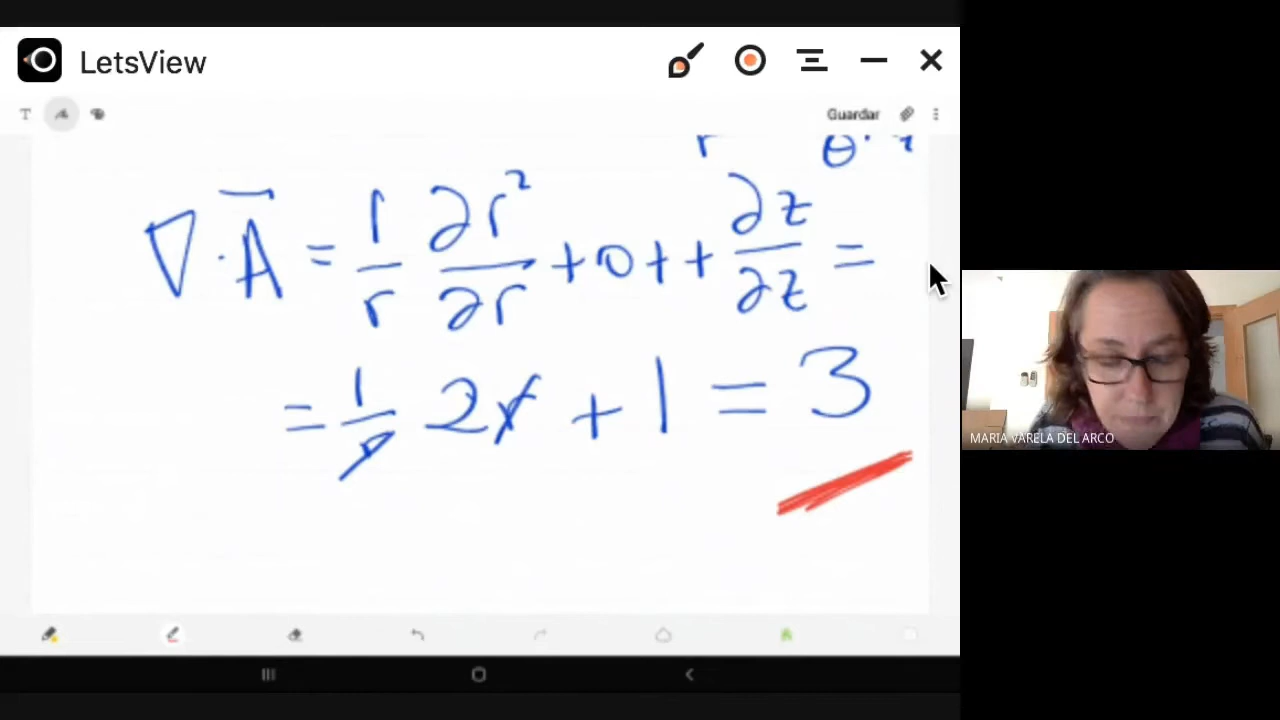 LetsView
T
Guardar
∇·A̅ = 1/r ∂r²/∂r + 0 + + ∂z/∂z =
= 1/r 2r + 1 = 3
MARIA VARELA DEL ARCO